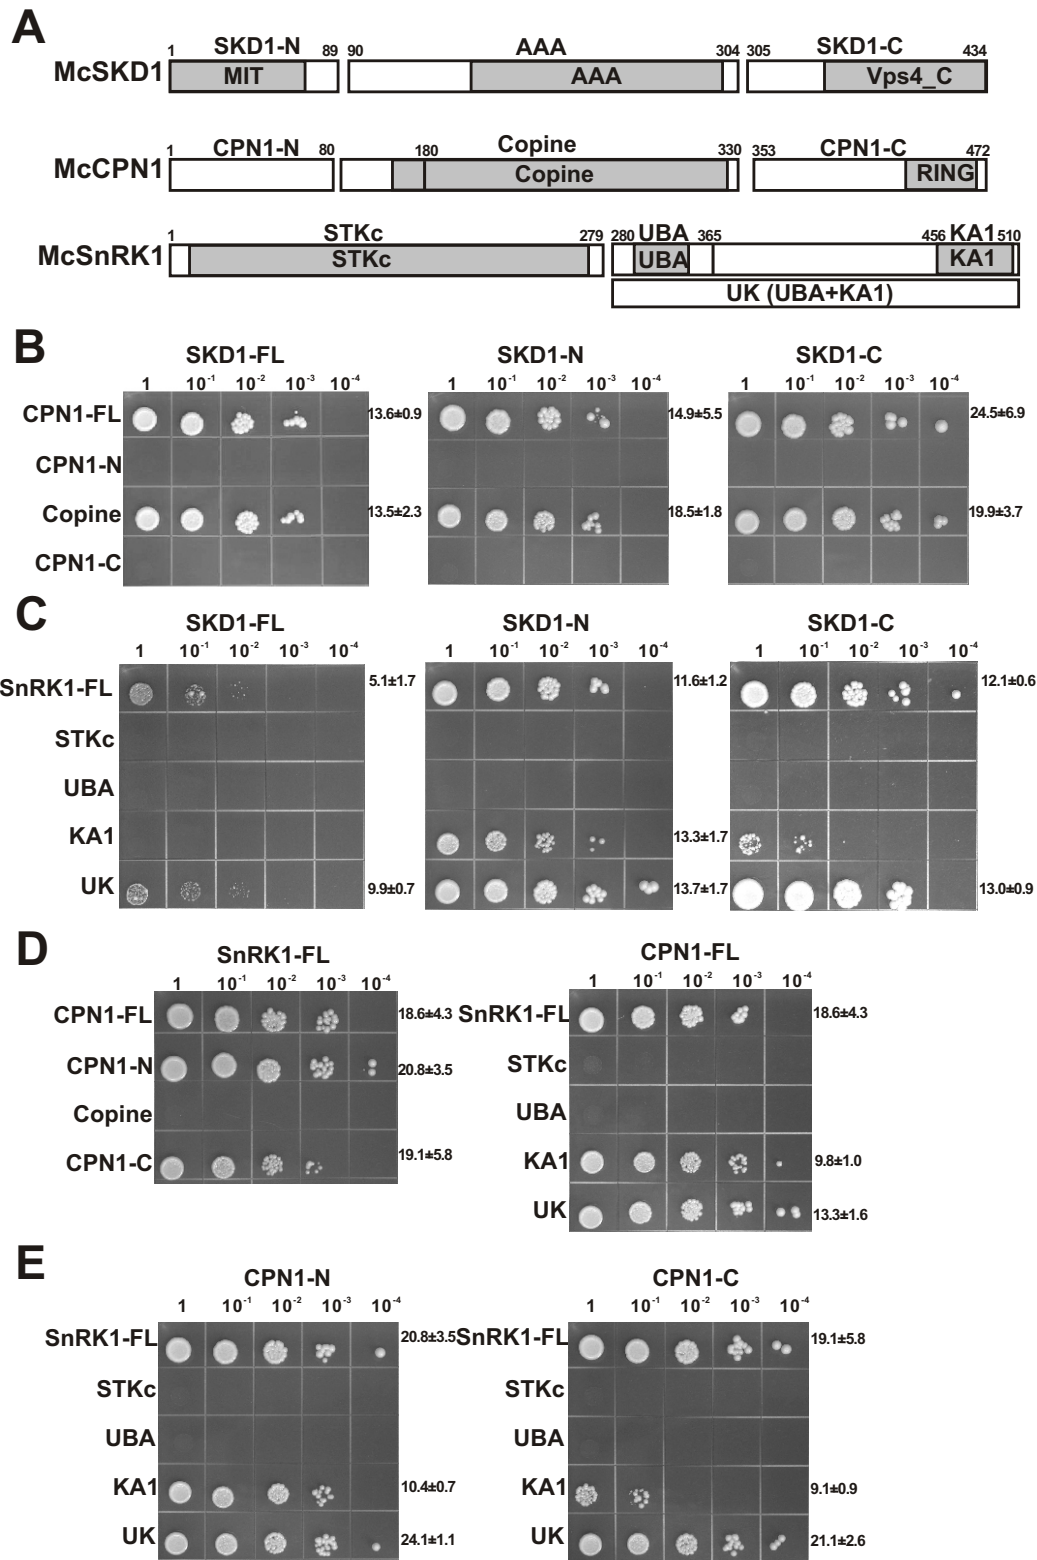 A
1 SKD1-N 89 90 AAA 304 305 SKD1-C 434
McSKD1 MIT AAA Vps4_C
1 CPN1-N 80 180 Copine 330 353 CPN1-C 472
McCPN1 Copine RING
1 STKc 279 280 UBA 365 456 KA1 510
McSnRK1 STKc UBA KA1
UK (UBA+KA1)
B
SKD1-FL SKD1-N SKD1-C
1 10-1 10-2 10-3 10-4 1 10-1 10-2 10-3 10-4 1 10-1 10-2 10-3 10-4
CPN1-FL 13.6±0.9 14.9±5.5 24.5±6.9
CPN1-N
Copine 13.5±2.3 18.5±1.8 19.9±3.7
CPN1-C
C
SKD1-FL SKD1-N SKD1-C
1 10-1 10-2 10-3 10-4 1 10-1 10-2 10-3 10-4 1 10-1 10-2 10-3 10-4
SnRK1-FL 5.1±1.7 11.6±1.2 12.1±0.6
STKc
UBA
KA1 13.3±1.7
UK 9.9±0.7 13.7±1.7 13.0±0.9
D
SnRK1-FL CPN1-FL
1 10-1 10-2 10-3 10-4 1 10-1 10-2 10-3 10-4
CPN1-FL 18.6±4.3 SnRK1-FL 18.6±4.3
CPN1-N 20.8±3.5 STKc
Copine UBA
CPN1-C 19.1±5.8 KA1 9.8±1.0
UK 13.3±1.6
E
CPN1-N CPN1-C
1 10-1 10-2 10-3 10-4 1 10-1 10-2 10-3 10-4
SnRK1-FL 20.8±3.5 SnRK1-FL 19.1±5.8
STKc STKc
UBA UBA
KA1 10.4±0.7 KA1 9.1±0.9
UK 24.1±1.1 UK 21.1±2.6